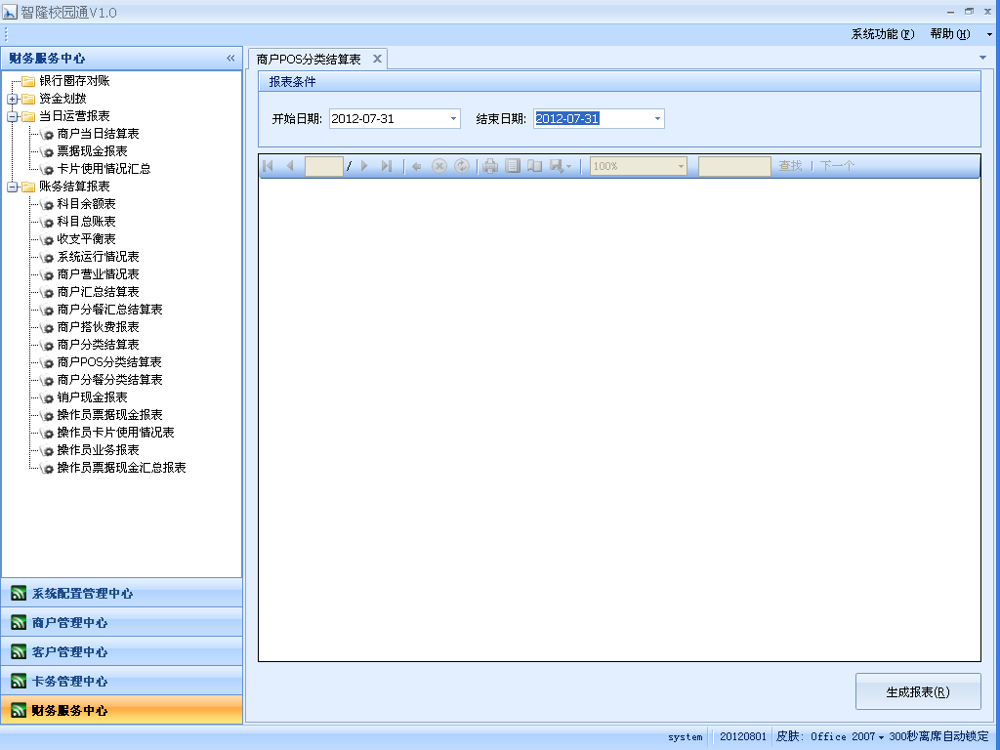 智隆校园通V1.0
系统功能(F) 帮助(H)
财务服务中心
银行圈存对账
资金划拨
当日运营报表
商户当日结算表
票据现金报表
卡片使用情况汇总
账务结算报表
科目余额表
科目总账表
收支平衡表
系统运行情况表
商户营业情况表
商户汇总结算表
商户分餐汇总结算表
商户搭伙费报表
商户分类结算表
商户POS分类结算表
商户分餐分类结算表
销户现金报表
操作员票据现金报表
操作员卡片使用情况表
操作员业务报表
操作员票据现金汇总报表
系统配置管理中心
商户管理中心
客户管理中心
卡务管理中心
财务服务中心
商户POS分类结算表
报表条件
开始日期: 2012-07-31 结束日期: 2012-07-31
/ 100% 查找 | 下一个
生成报表(R)
system 20120801 皮肤: Office 2007 300秒离席自动锁定